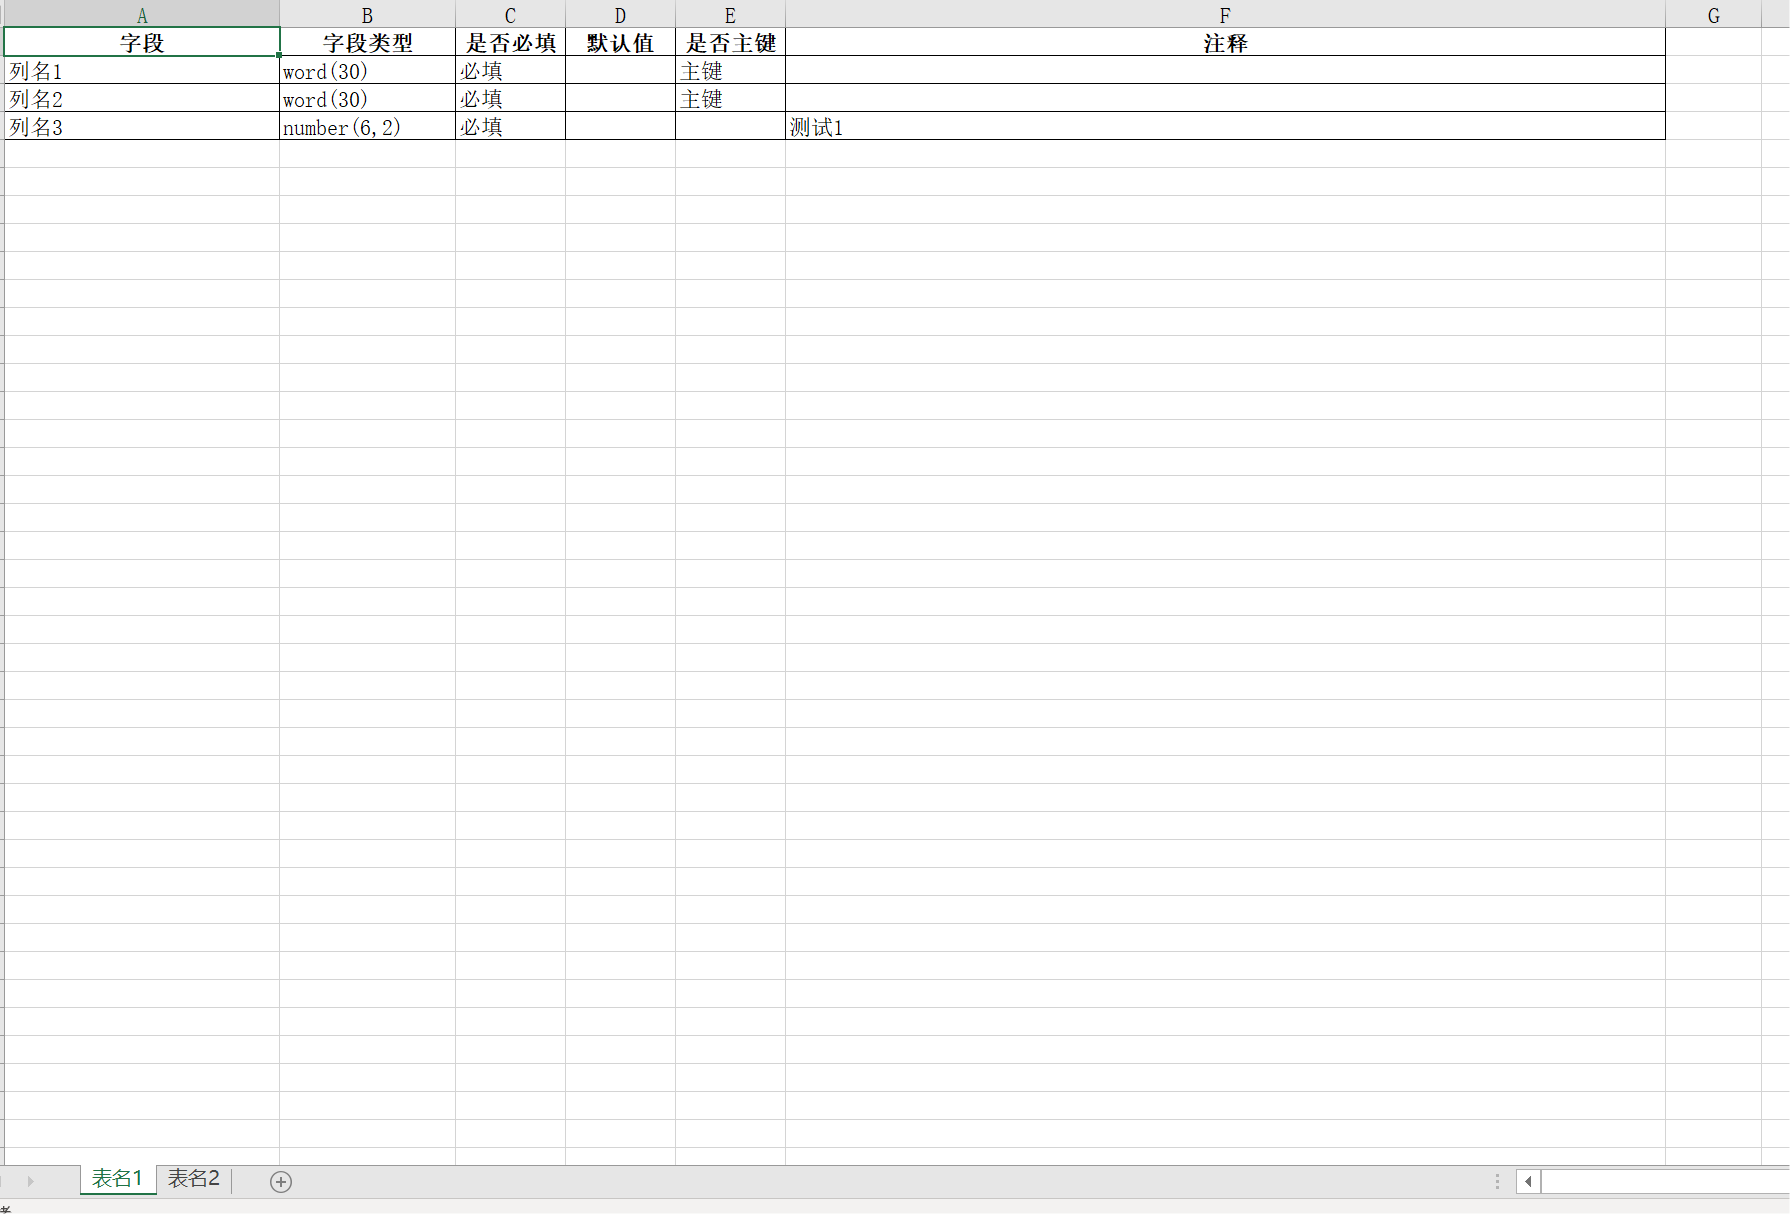 A B C D E F G
字段 字段类型 是否必填 默认值 是否主键 注释
列名1 word(30) 必填 主键
列名2 word(30) 必填 主键
列名3 number(6,2) 必填 测试1
表名1 表名2